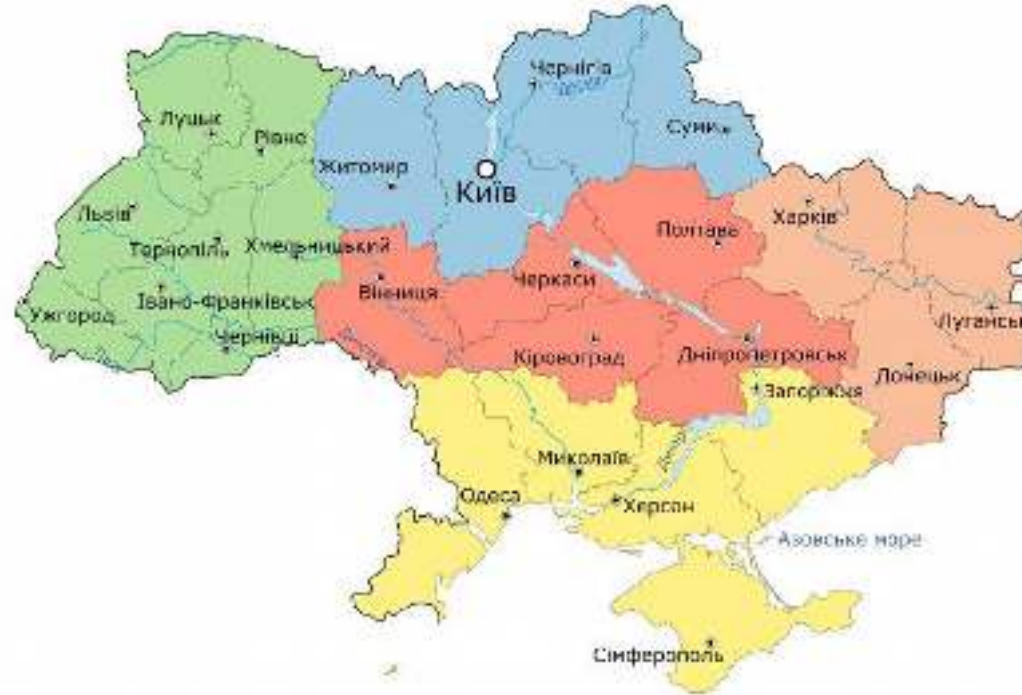 Чернігів
Луцьк
Суми
Рівне
Житомир
Київ
Львів
Харків
Полтава
Тернопіль
Хмельницький
Черкаси
Вінниця
Івано-Франківськ
Ужгород
Луганськ
Чернівці
Кіровоград
Дніпропетровськ
Донецьк
Запоріжжя
Миколаїв
Дніпро
Одеса
Херсон
Азовське море
Сімферополь